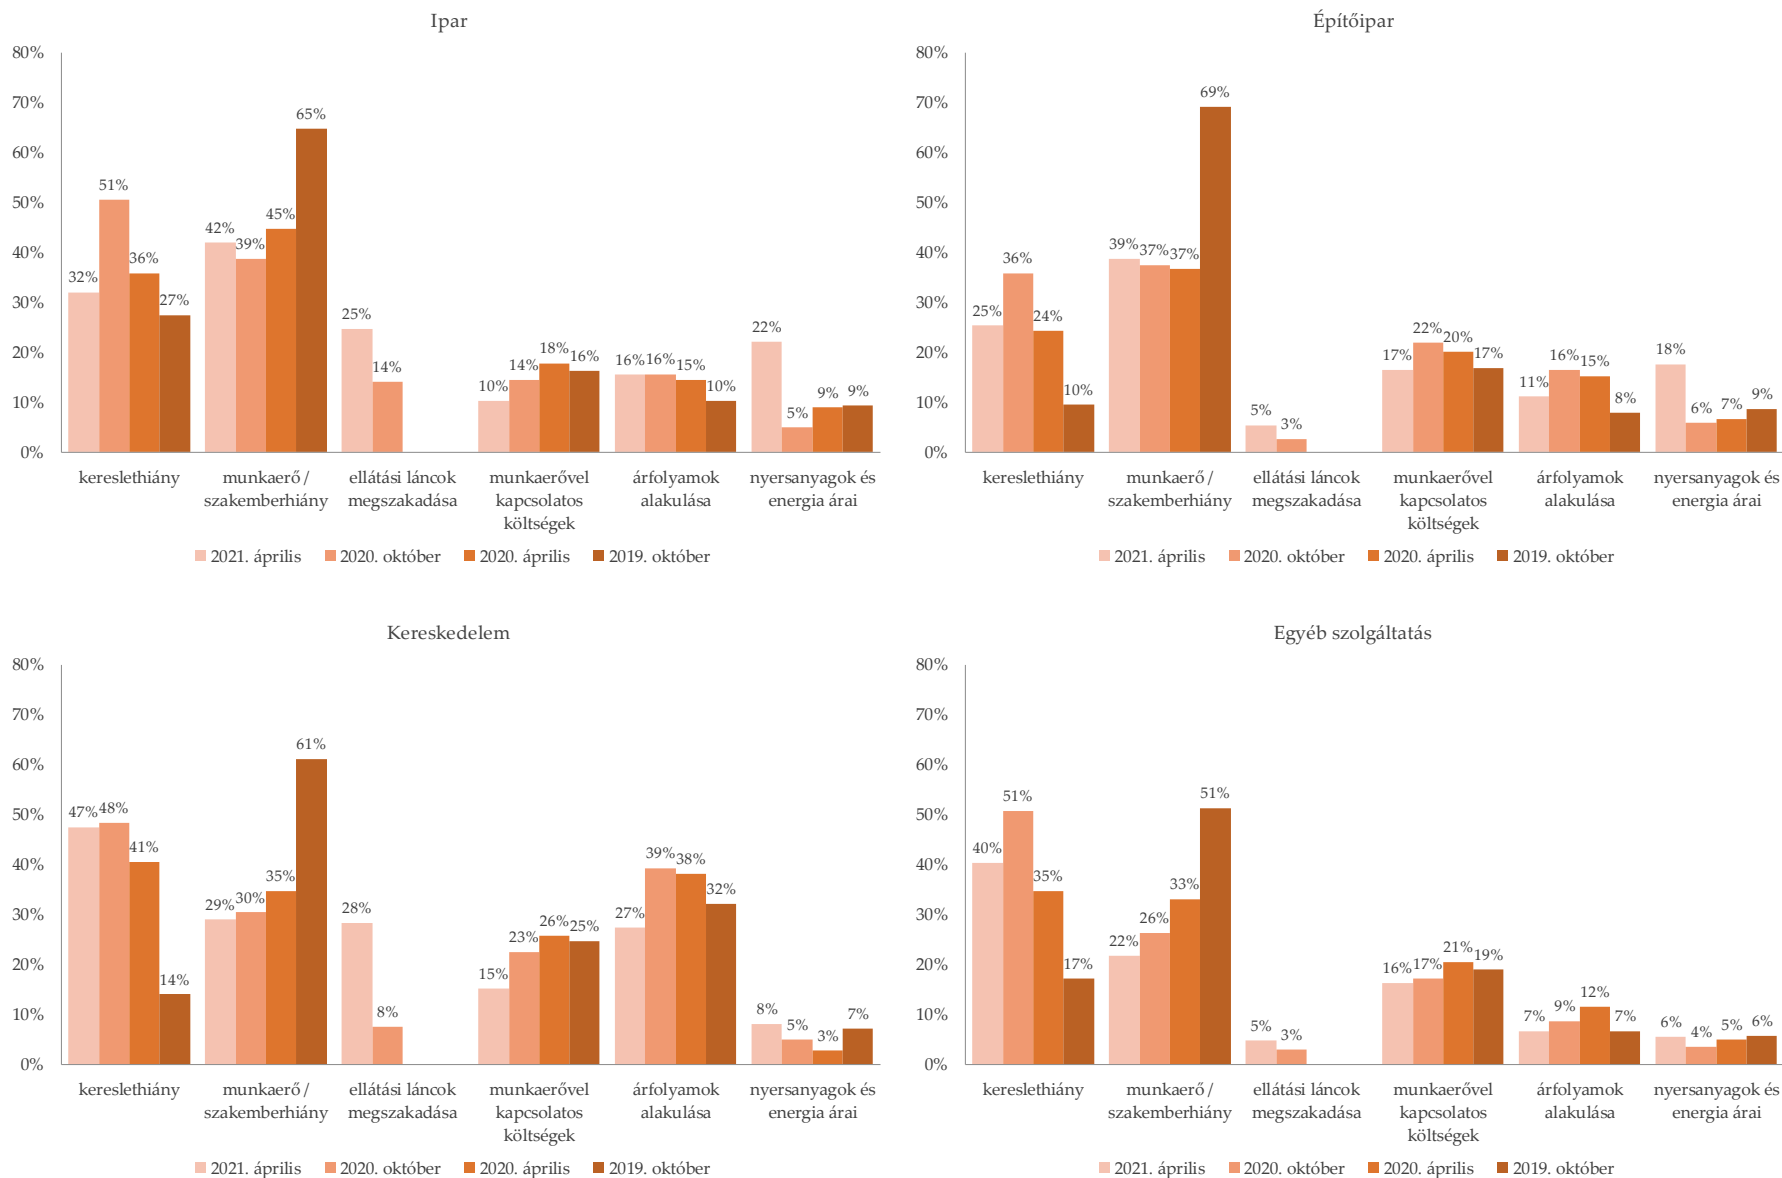 Ipar
80%
70%
60%
50%
40%
30%
20%
10%
0%
32% 51% 36% 27%
42% 39% 45% 65%
25% 14%
10% 14% 18% 16%
16% 16% 15% 10%
22% 5% 9% 9%
kereslethiány
munkaerő /
szakemberhiány
ellátási láncok
megszakadása
munkaerővel
kapcsolatos
költségek
árfolyamok
alakulása
nyersanyagok és
energia árai
2021. április 2020. október 2020. április 2019. október
Építőipar
80%
70%
60%
50%
40%
30%
20%
10%
0%
25% 36% 24% 10%
39% 37% 37% 69%
5% 3%
17% 22% 20% 17%
11% 16% 15% 8%
18% 6% 7% 9%
kereslethiány
munkaerő /
szakemberhiány
ellátási láncok
megszakadása
munkaerővel
kapcsolatos
költségek
árfolyamok
alakulása
nyersanyagok és
energia árai
2021. április 2020. október 2020. április 2019. október
Kereskedelem
80%
70%
60%
50%
40%
30%
20%
10%
0%
47% 48% 41% 14%
29% 30% 35% 61%
28% 8%
15% 23% 26% 25%
27% 39% 38% 32%
8% 5% 3% 7%
kereslethiány
munkaerő /
szakemberhiány
ellátási láncok
megszakadása
munkaerővel
kapcsolatos
költségek
árfolyamok
alakulása
nyersanyagok és
energia árai
2021. április 2020. október 2020. április 2019. október
Egyéb szolgáltatás
80%
70%
60%
50%
40%
30%
20%
10%
0%
40% 51% 35% 17%
22% 26% 33% 51%
5% 3%
16% 17% 21% 19%
7% 9% 12% 7%
6% 4% 5% 6%
kereslethiány
munkaerő /
szakemberhiány
ellátási láncok
megszakadása
munkaerővel
kapcsolatos
költségek
árfolyamok
alakulása
nyersanyagok és
energia árai
2021. április 2020. október 2020. április 2019. október